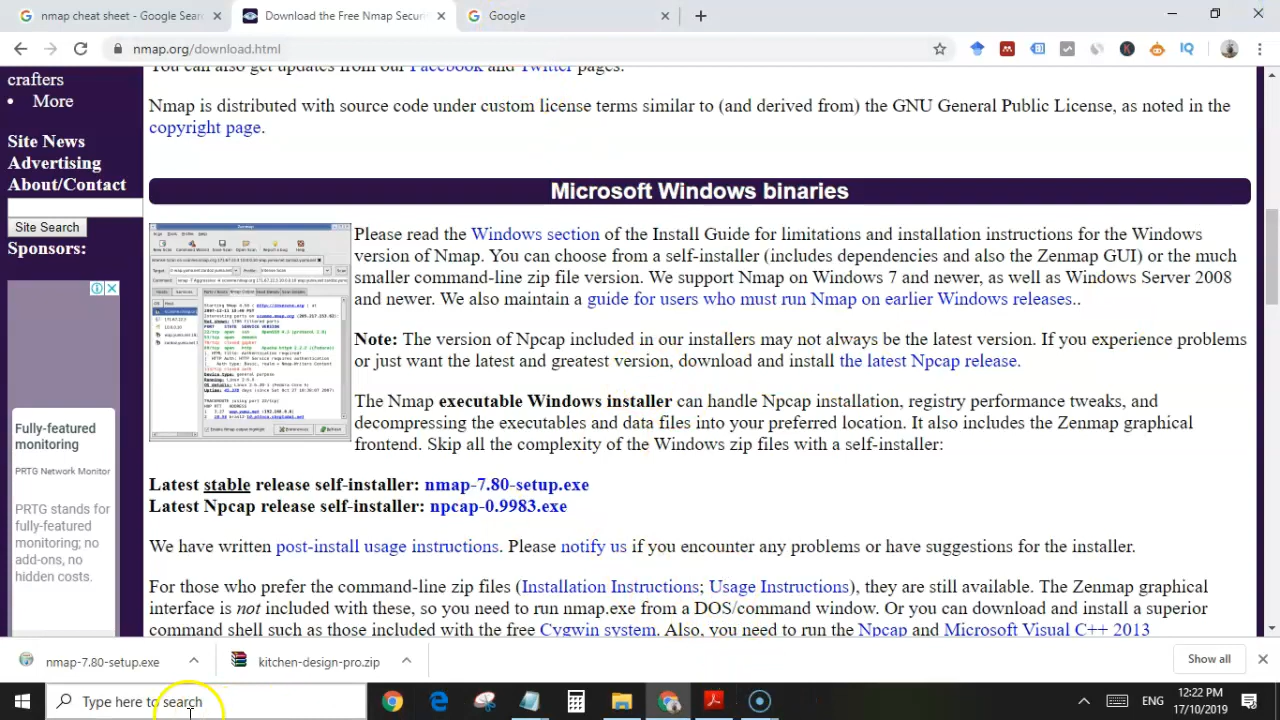 nmap cheat sheet - Google Searc
Download the Free Nmap Secur
Google
nmap.org/download.html
crafters
• More
Site News
Advertising
About/Contact
Site Search
Sponsors:
Fully-featured
monitoring
PRTG Network Monitor
PRTG stands for
fully-featured
monitoring; no
add-ons, no
hidden costs.
You can also get updates from our Facebook and Twitter pages.
Nmap is distributed with source code under custom license terms similar to (and derived from) the GNU General Public License, as noted in the
copyright page.
Microsoft Windows binaries
Please read the Windows section of the Install Guide for limitations and installation instructions for the Windows
version of Nmap. You can choose from a self-installer (includes dependencies and also the Zenmap GUI) or the much
smaller command-line zip file version. We support Nmap on Windows 7 and newer, as well as Windows Server 2008
and newer. We also maintain a guide for users who must run Nmap on earlier Windows releases..
Note: The version of Npcap included in our installers may not always be the latest version. If you experience problems
or just want the latest and greatest version, download and install the latest Npcap release.
The Nmap executable Windows installer can handle Npcap installation, registry performance tweaks, and
decompressing the executables and data files into your preferred location. It also includes the Zenmap graphical
frontend. Skip all the complexity of the Windows zip files with a self-installer:
Latest stable release self-installer: nmap-7.80-setup.exe
Latest Npcap release self-installer: npcap-0.9983.exe
We have written post-install usage instructions. Please notify us if you encounter any problems or have suggestions for the installer.
For those who prefer the command-line zip files (Installation Instructions; Usage Instructions), they are still available. The Zenmap graphical
interface is not included with these, so you need to run nmap.exe from a DOS/command window. Or you can download and install a superior
command shell such as those included with the free Cygwin system. Also, you need to run the Npcap and Microsoft Visual C++ 2013
nmap-7.80-setup.exe
kitchen-design-pro.zip
Show all
Type here to search
ENG
12:22 PM
17/10/2019